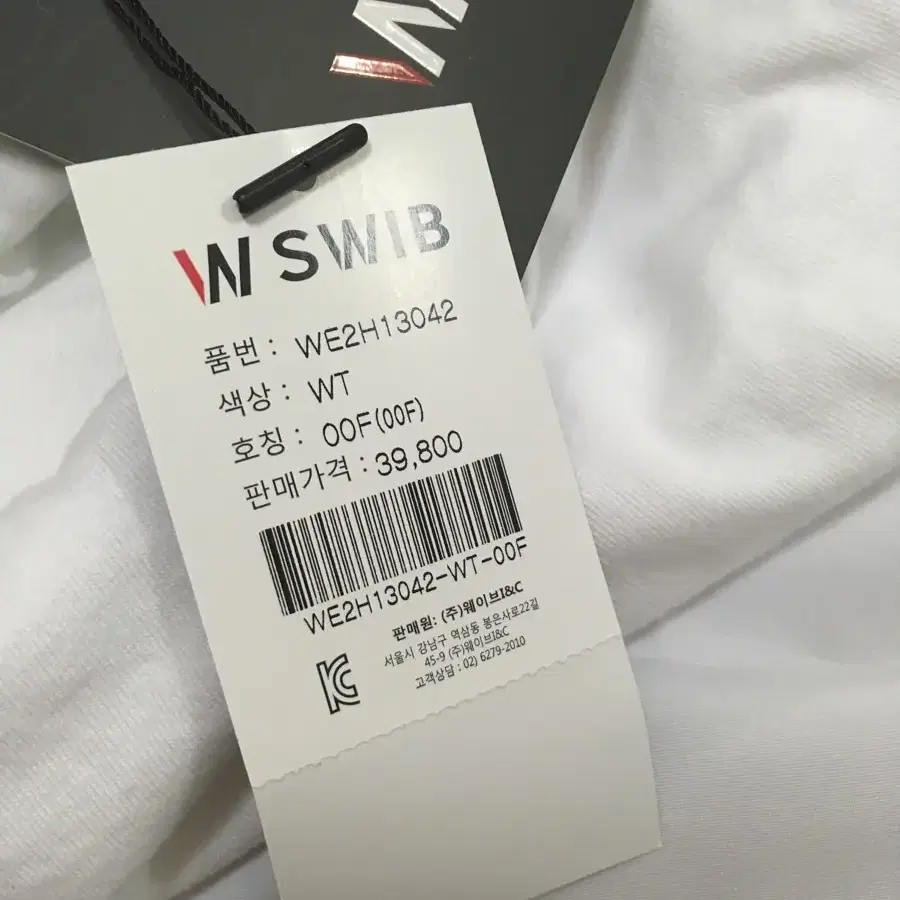 W SWIB
품번 : WE2H13042
색상 : WT
호칭 : 00F(00F)
판매가격 : 39,800
WE2H13042-WT-00F
판매원: (주)웨이브I&C
서울시 강남구 역삼동 봉은사로22길
45-9 (주)웨이브I&C
고객상담 : 02) 6279-2010